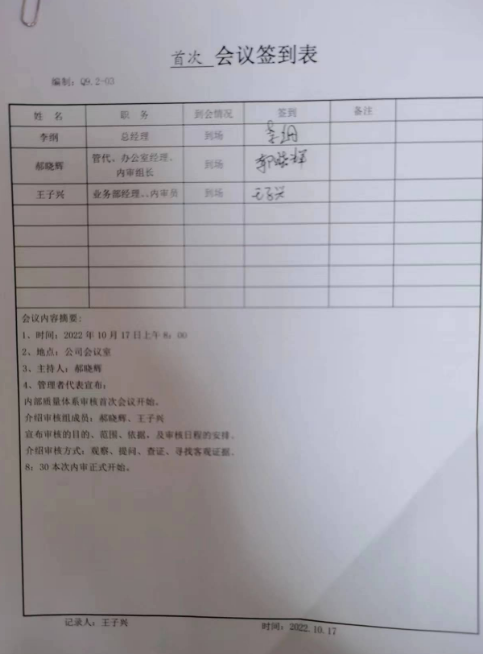 首次 会议签到表
编制：Q9.2-03
姓 名 职 务 到会情况 签到 备注
李纲 总经理 到场 李纲
郝晓辉 管代、办公室经理、内审组长 到场 郝晓辉
王子兴 业务部经理、内审员 到场 王子兴
会议内容摘要：
1、时间：2022 年 10 月 17 日上午 8：00
2、地点：公司会议室
3、主持人：郝晓辉
4、管理者代表宣布：
内部质量体系审核首次会议开始。
介绍审核组成员：郝晓辉、王子兴
宣布审核的目的、范围、依据、及审核日程的安排。
介绍审核方式：观察、提问、查证、寻找客观证据。
8：30 本次内审正式开始。
记录人：王子兴 时间：2022.10.17